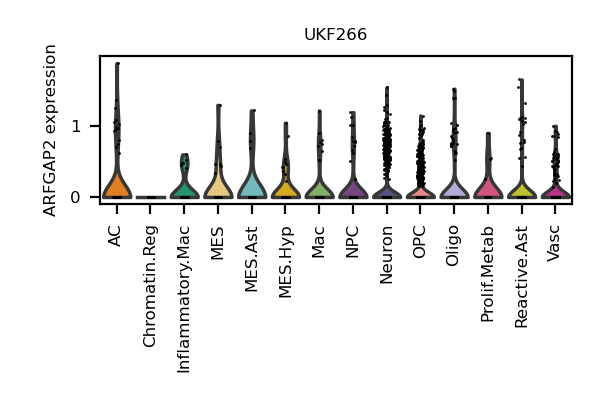 UKF266
ARFGAP2 expression
1
0
AC
Chromatin.Reg
Inflammatory.Mac
MES
MES.Ast
MES.Hyp
Mac
NPC
Neuron
OPC
Oligo
Prolif.Metab
Reactive.Ast
Vasc